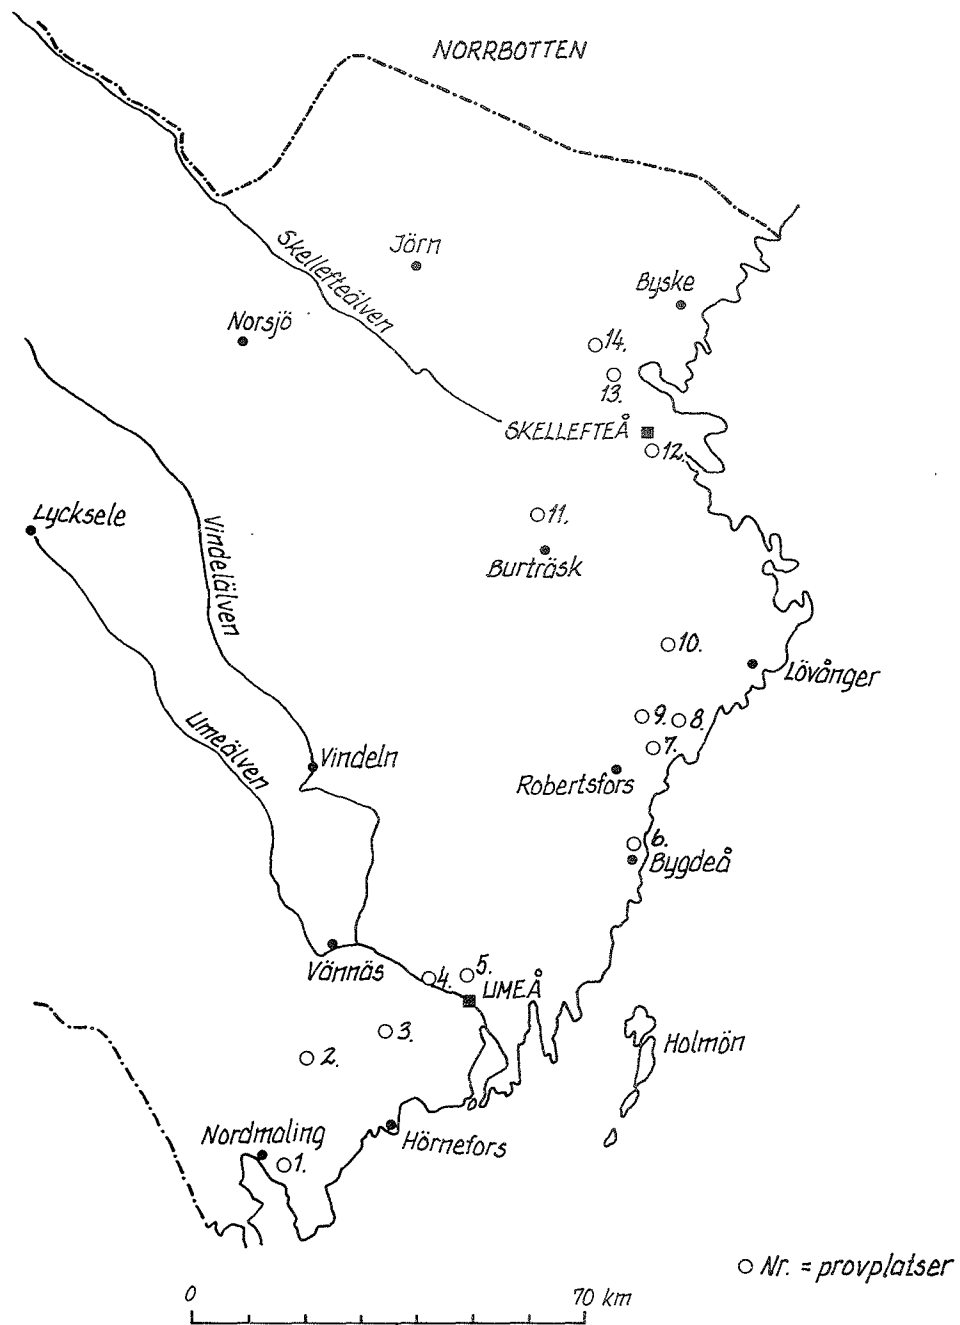 NORRBOTTEN
Jörn
Skellefteälven
Byske
Norsjö
14.
13.
SKELLEFTEÅ
12.
Lycksele
11.
Vindelälven
Burträsk
10.
Lövånger
9.
8.
Umeälven
7.
Vindeln
Robertsfors
6.
Bygdeå
Vännäs
5.
4.
UMEÅ
3.
Holmön
2.
Nordmaling
Hörnefors
1.
Nr. = provplatser
0
70 km